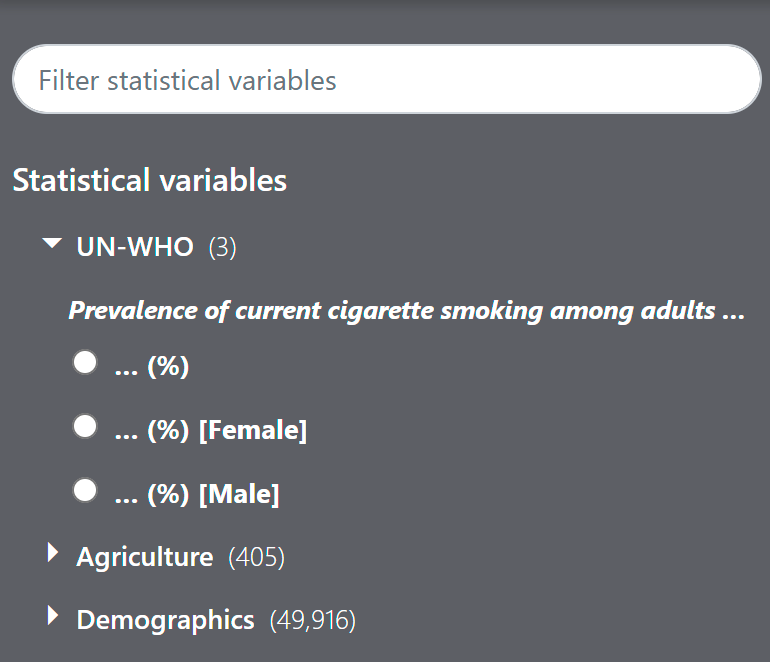 Filter statistical variables
Statistical variables
UN-WHO (3)
Prevalence of current cigarette smoking among adults ...
... (%)
... (%) [Female]
... (%) [Male]
Agriculture (405)
Demographics (49,916)